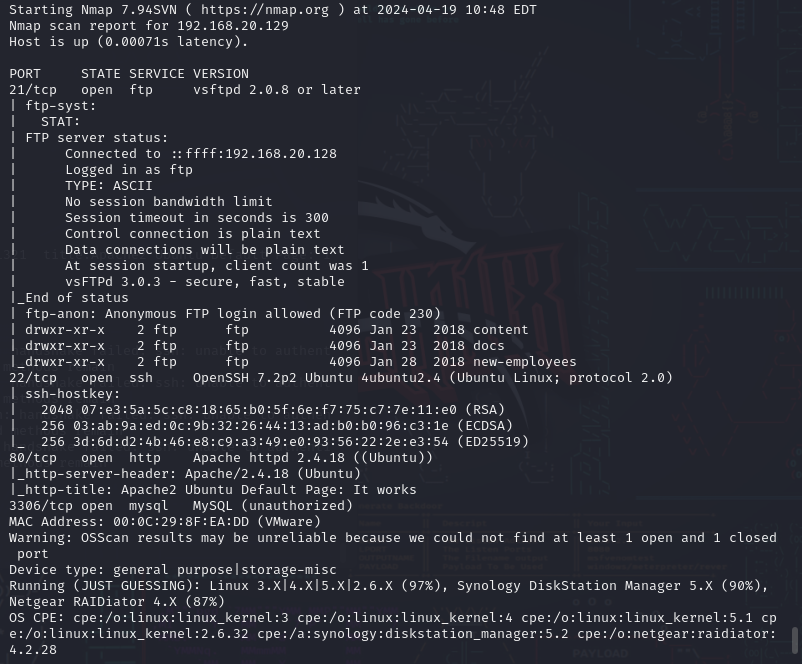 Starting Nmap 7.94SVN ( https://nmap.org ) at 2024-04-19 10:48 EDT
Nmap scan report for 192.168.20.129
Host is up (0.00071s latency).

PORT     STATE SERVICE VERSION
21/tcp   open  ftp     vsftpd 2.0.8 or later
| ftp-syst:
|   STAT:
| FTP server status:
|      Connected to ::ffff:192.168.20.128
|      Logged in as ftp
|      TYPE: ASCII
|      No session bandwidth limit
|      Session timeout in seconds is 300
|      Control connection is plain text
|      Data connections will be plain text
|      At session startup, client count was 1
|      vsFTPd 3.0.3 - secure, fast, stable
|_End of status
| ftp-anon: Anonymous FTP login allowed (FTP code 230)
| drwxr-xr-x    2 ftp      ftp          4096 Jan 23  2018 content
| drwxr-xr-x    2 ftp      ftp          4096 Jan 23  2018 docs
|_drwxr-xr-x    2 ftp      ftp          4096 Jan 28  2018 new-employees
22/tcp   open  ssh     OpenSSH 7.2p2 Ubuntu 4ubuntu2.4 (Ubuntu Linux; protocol 2.0)
| ssh-hostkey:
|   2048 07:e3:5a:5c:c8:18:65:b0:5f:6e:f7:75:c7:7e:11:e0 (RSA)
|   256 03:ab:9a:ed:0c:9b:32:26:44:13:ad:b0:b0:96:c3:1e (ECDSA)
|_  256 3d:6d:d2:4b:46:e8:c9:a3:49:e0:93:56:22:2e:e3:54 (ED25519)
80/tcp   open  http    Apache httpd 2.4.18 ((Ubuntu))
|_http-server-header: Apache/2.4.18 (Ubuntu)
|_http-title: Apache2 Ubuntu Default Page: It works
3306/tcp open  mysql   MySQL (unauthorized)
MAC Address: 00:0C:29:8F:EA:DD (VMware)
Warning: OSScan results may be unreliable because we could not find at least 1 open and 1 closed
 port
Device type: general purpose|storage-misc
Running (JUST GUESSING): Linux 3.X|4.X|5.X|2.6.X (97%), Synology DiskStation Manager 5.X (90%),
Netgear RAIDiator 4.X (87%)
OS CPE: cpe:/o:linux:linux_kernel:3 cpe:/o:linux:linux_kernel:4 cpe:/o:linux:linux_kernel:5.1 cp
e:/o:linux:linux_kernel:2.6.32 cpe:/a:synology:diskstation_manager:5.2 cpe:/o:netgear:raidiator:
4.2.28